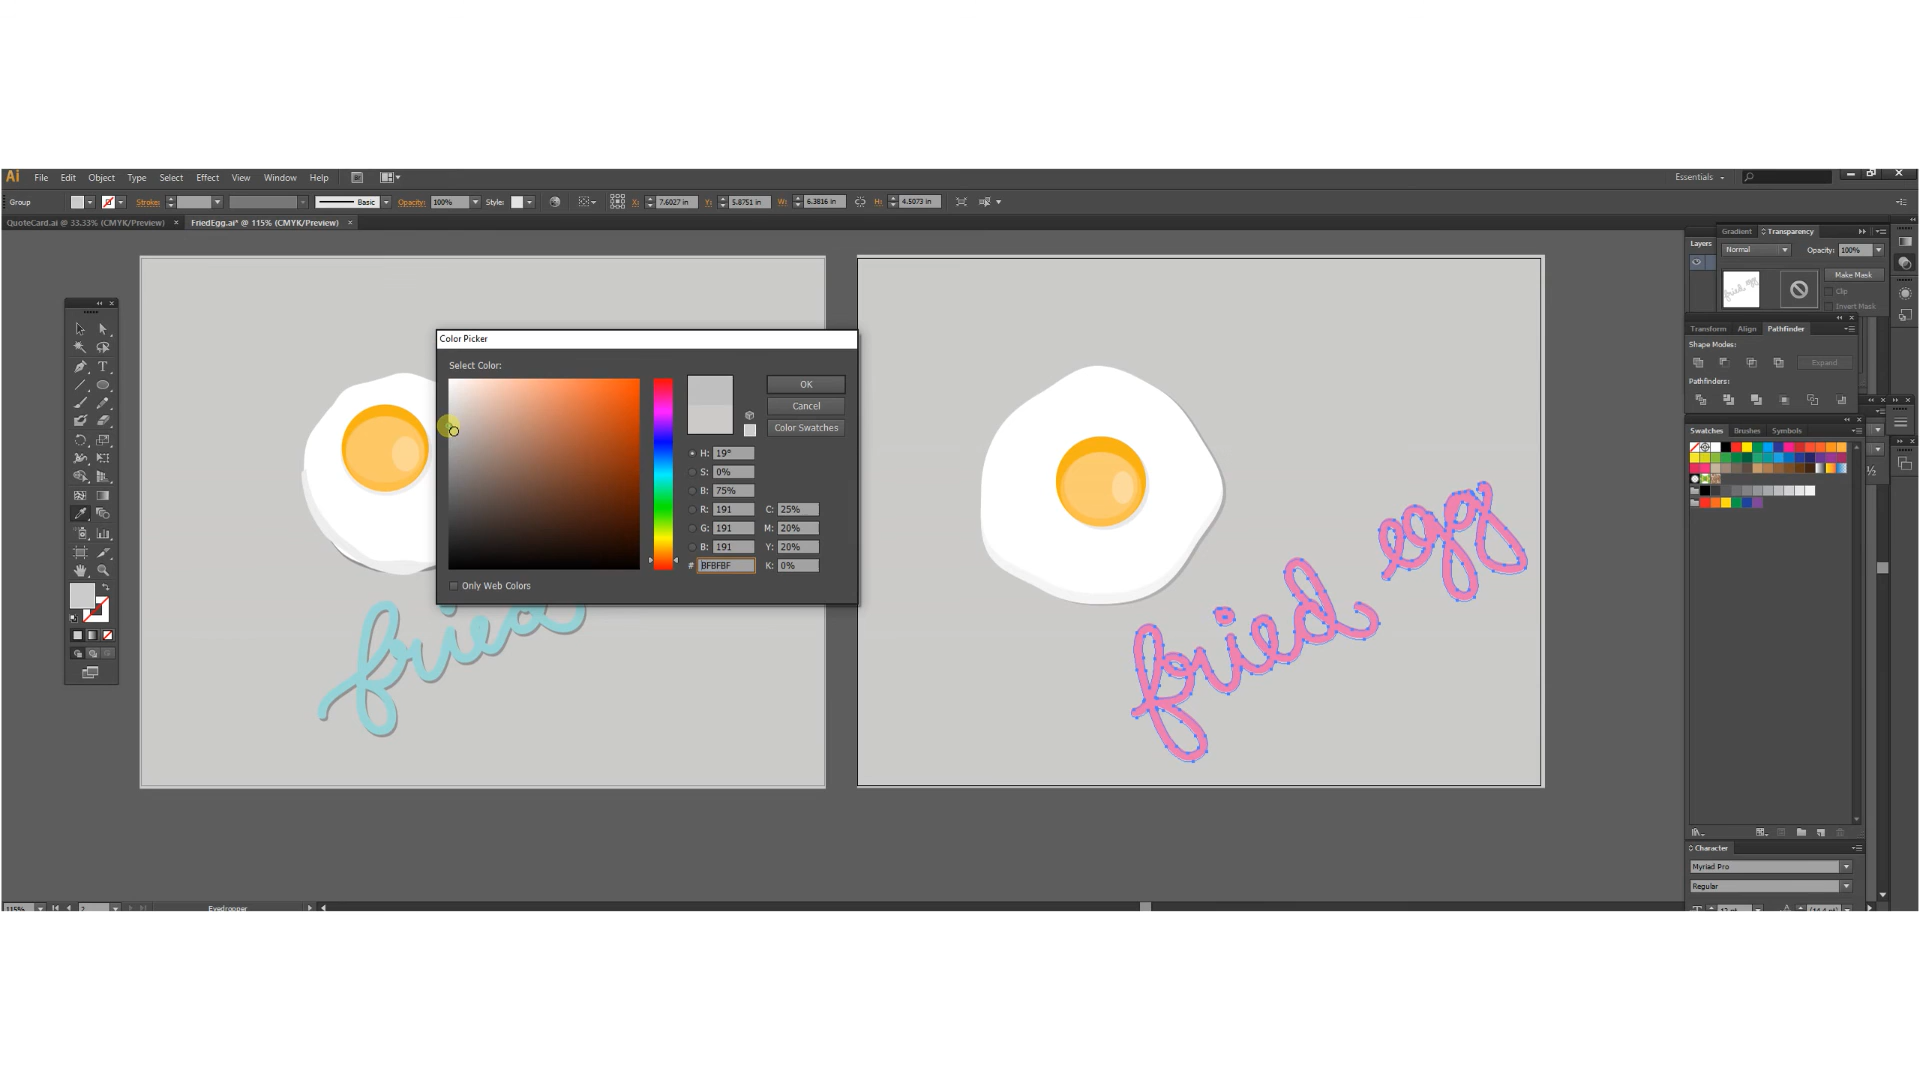 Ai File Edit Object Type Select Effect View Window Help Essentials
Group Stroke: Basic Opacity: 100% Style: X: 7.6027 in Y: 5.8751 in W: 6.3816 in H: 4.5073 in
QuoteCard.ai @ 33.33% (CMYK/Preview) × FriedEgg.ai* @ 115% (CMYK/Preview) ×
Gradient Transparency
Layers
Normal Opacity: 100%
Make Mask
Clip
Invert Mask
Transform Align Pathfinder
Shape Modes:
Expand
Pathfinders:
Swatches Brushes Symbols
Color Picker
Select Color:
OK
Cancel
Color Swatches
H: 19°
S: 0%
B: 75%
R: 191 C: 25%
G: 191 M: 20%
B: 191 Y: 20%
# BFBFBF K: 0%
Only Web Colors
fried
fried egg
Character
Myriad Pro
Regular
115% 2 Eyedropper